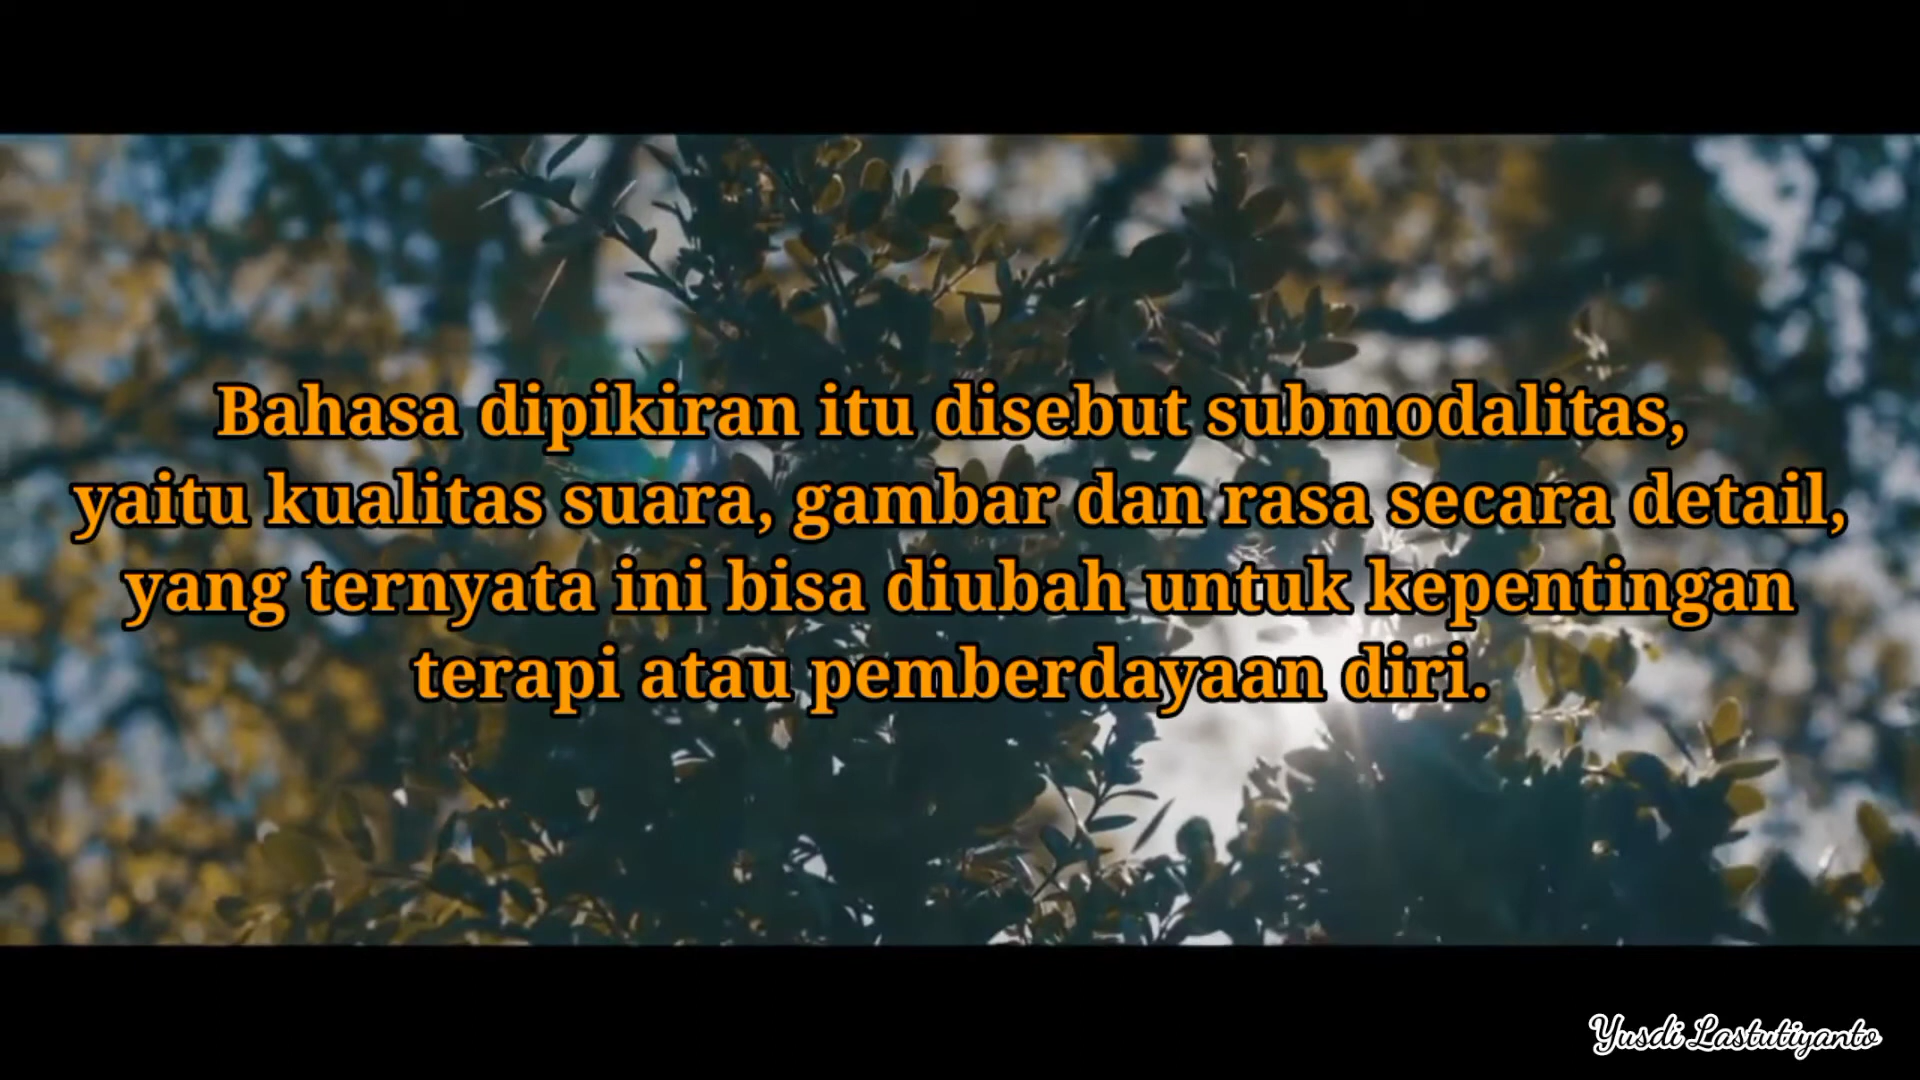 Bahasa dipikiran itu disebut submodalitas,
yaitu kualitas suara, gambar dan rasa secara detail,
yang ternyata ini bisa diubah untuk kepentingan
terapi atau pemberdayaan diri.
Yusdi Lastutiyanto